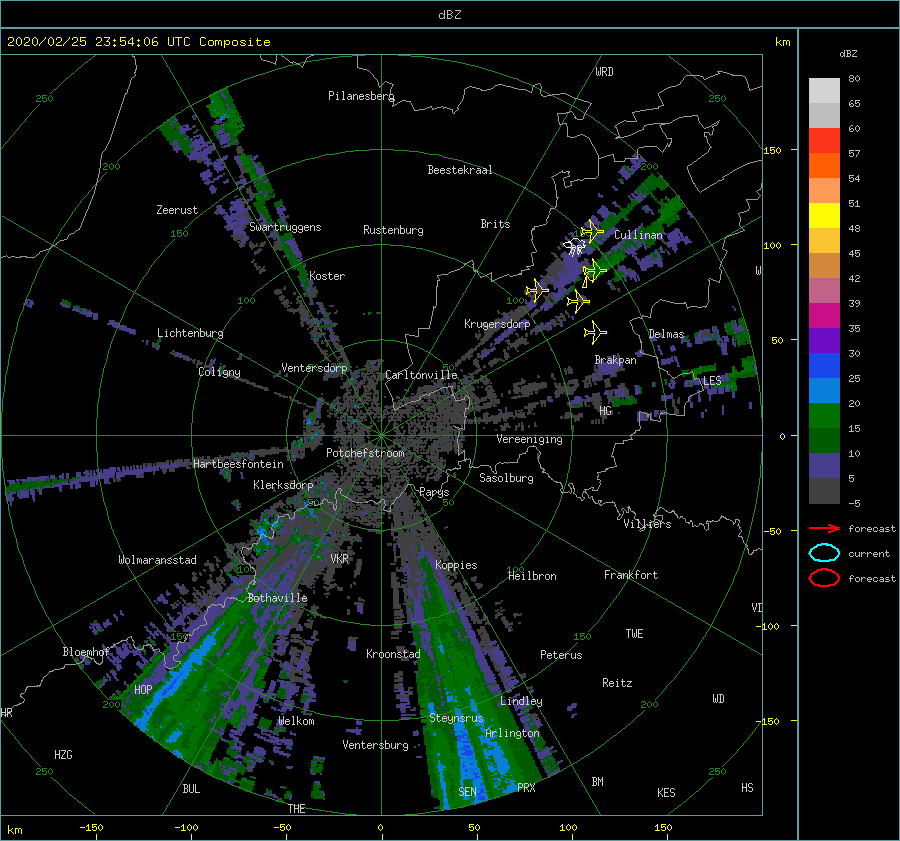 dBZ
2020/02/25 23:54:06 UTC Composite
km
dBZ
WRD
250
250
Pilanesberg
80
65
60
57
54
51
48
45
42
39
35
30
25
20
15
10
5
-5
150
200
200
Beestekraal
Zeerust
Swartruggens
150
Rustenburg
Brits
Cullinan
100
W
Koster
100
100
Lichtenburg
Krugersdorp
Delmas
50
Coligny
Ventersdorp
Carltonville
Brakpan
LES
HG
Vereeniging
0
Potchefstroom
Hartbeesfontein
Klerksdorp
Parys
Sasolburg
50
50
Villiers
-50
forecast
current
forecast
Wolmaransstad
VKR
Koppies
100
100
Heilbron
Frankfort
Bothaville
VD
-100
150
150
TWE
Bloemhof
Kroonstad
Peterus
HOP
Reitz
WD
200
200
Lindley
HR
Welkom
Steynsrus
Arlington
-150
Ventersburg
HZG
250
250
BUL
THE
SEN
PRX
BM
KES
HS
km
-150
-100
-50
0
50
100
150